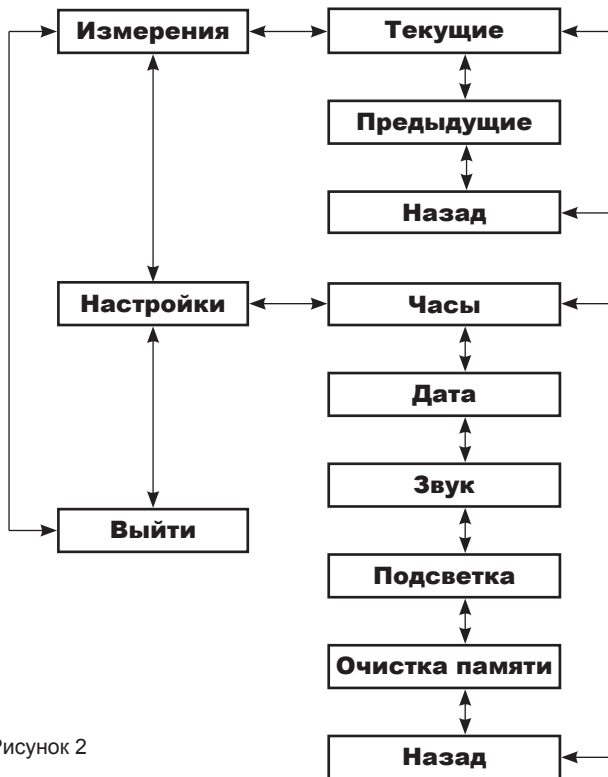 Измерения
Текущие
Предыдущие
Назад
Настройки
Часы
Дата
Звук
Выйти
Подсветка
Очистка памяти
Рисунок 2
Назад